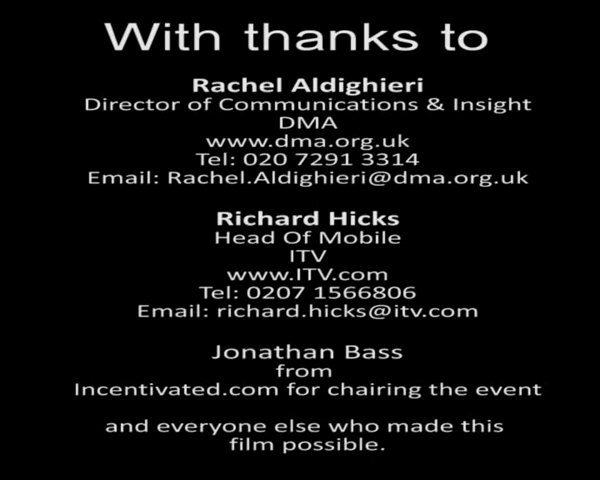 With thanks to
Rachel Aldighieri
Director of Communications & Insight
DMA
www.dma.org.uk
Tel: 020 7291 3314
Email: Rachel.Aldighieri@dma.org.uk
Richard Hicks
Head Of Mobile
ITV
www.ITV.com
Tel: 0207 1566806
Email: richard.hicks@itv.com
Jonathan Bass
from
Incentivated.com for chairing the event
and everyone else who made this
film possible.